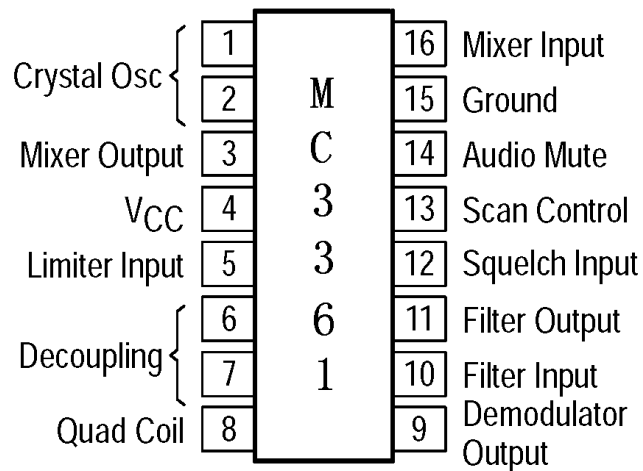 Crystal Osc
1
2
Mixer Output 3
VCC 4
Limiter Input 5
Decoupling
6
7
Quad Coil 8
M
C
3
3
6
1
16 Mixer Input
15 Ground
14 Audio Mute
13 Scan Control
12 Squelch Input
11 Filter Output
10 Filter Input
9 Demodulator
Output